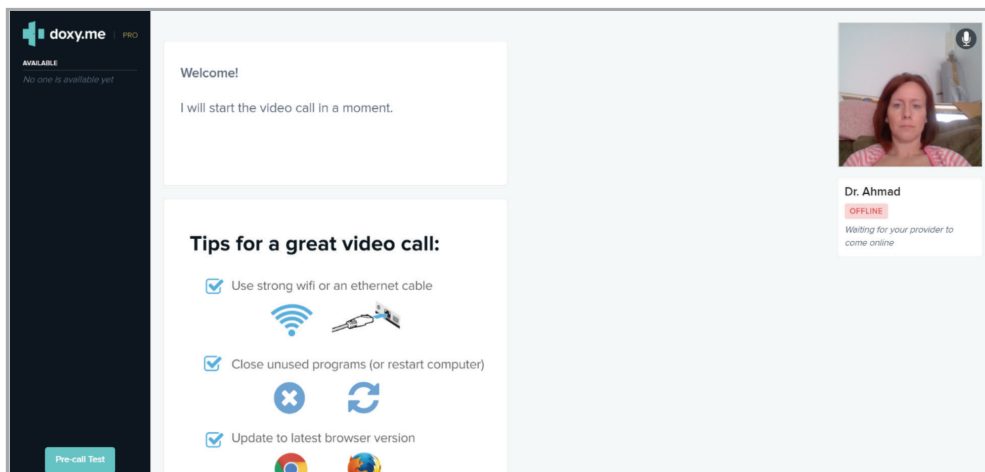 doxy.me | PRO
AVAILABLE
No one is available yet
Pre-call Test
Welcome!
I will start the video call in a moment.
Tips for a great video call:
Use strong wifi or an ethernet cable
Close unused programs (or restart computer)
Update to latest browser version
Dr. Ahmad
OFFLINE
Waiting for your provider to
come online